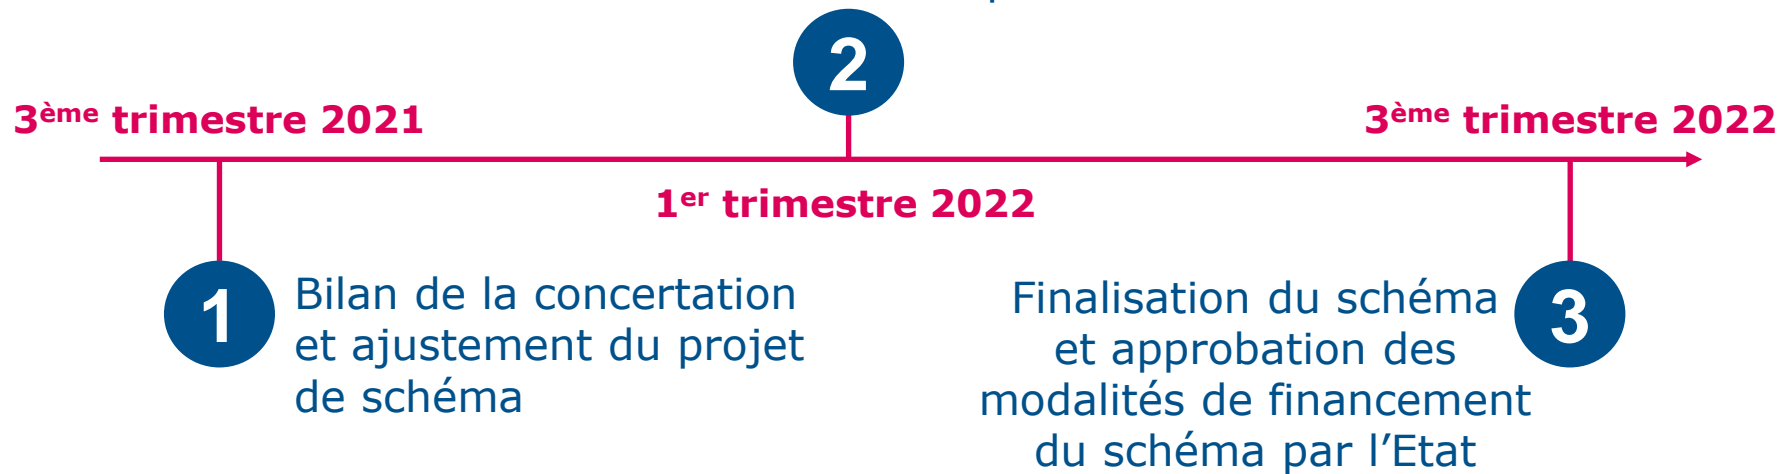 2
3ème trimestre 2021
3ème trimestre 2022
1er trimestre 2022
1
Bilan de la concertation
et ajustement du projet
de schéma
Finalisation du schéma
et approbation des
modalités de financement
du schéma par l’Etat
3